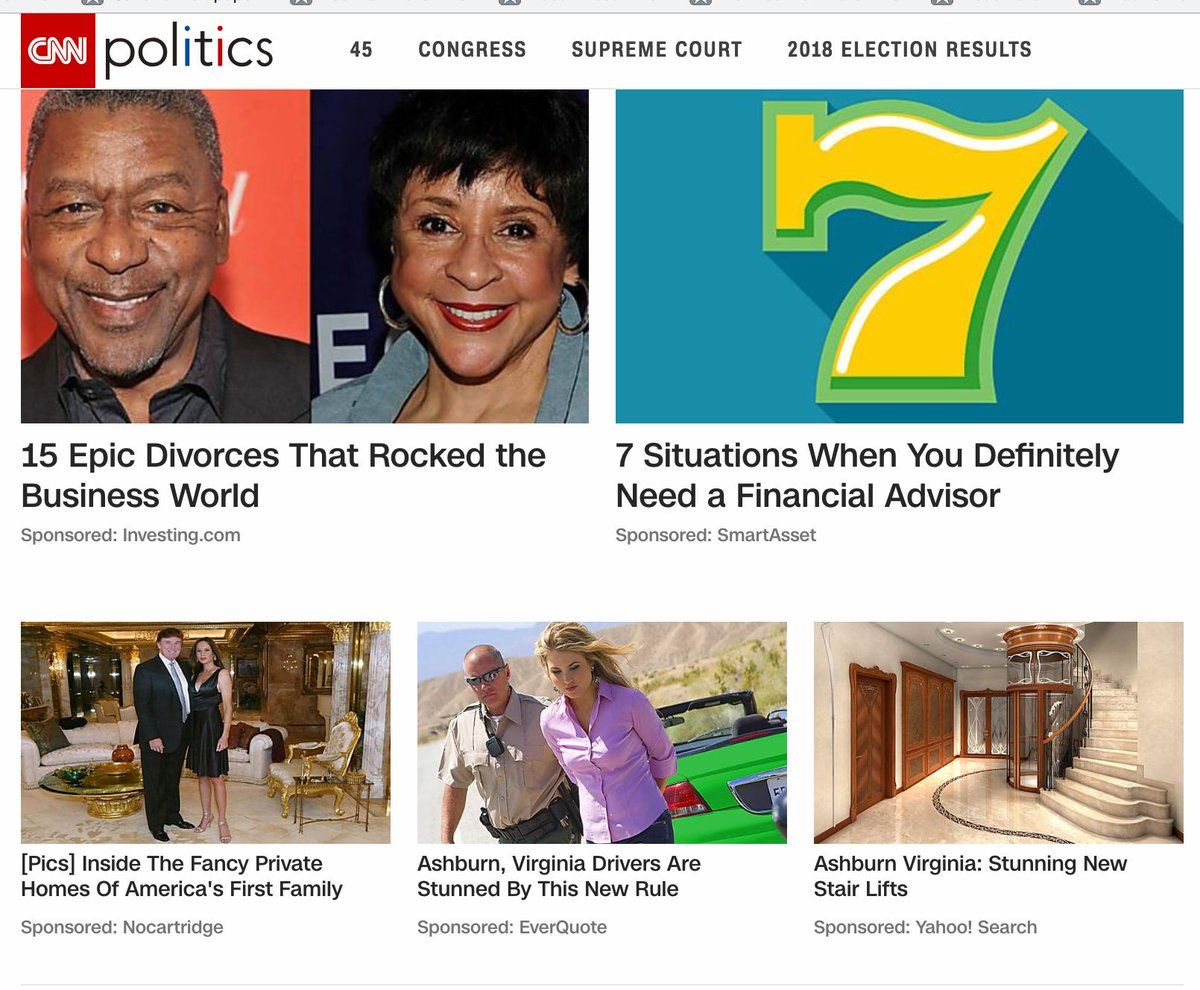 CNN politics 45 CONGRESS SUPREME COURT 2018 ELECTION RESULTS
7
15 Epic Divorces That Rocked the
Business World
Sponsored: Investing.com
7 Situations When You Definitely
Need a Financial Advisor
Sponsored: SmartAsset
[Pics] Inside The Fancy Private
Homes Of America's First Family
Sponsored: Nocartridge
Ashburn, Virginia Drivers Are
Stunned By This New Rule
Sponsored: EverQuote
Ashburn Virginia: Stunning New
Stair Lifts
Sponsored: Yahoo! Search